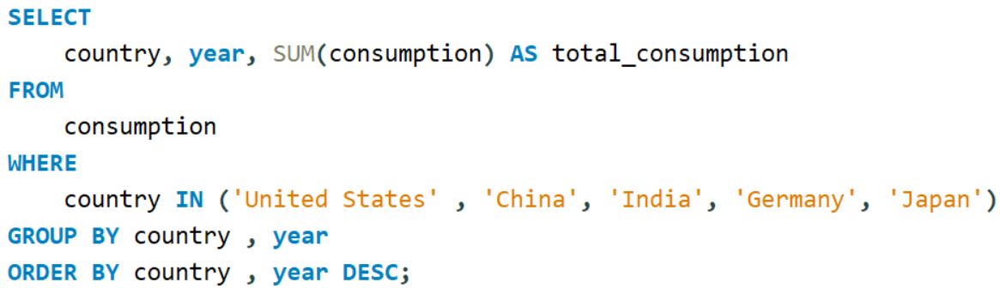 SELECT
    country, year, SUM(consumption) AS total_consumption
FROM
    consumption
WHERE
    country IN ('United States' , 'China', 'India', 'Germany', 'Japan')
GROUP BY country , year
ORDER BY country , year DESC;